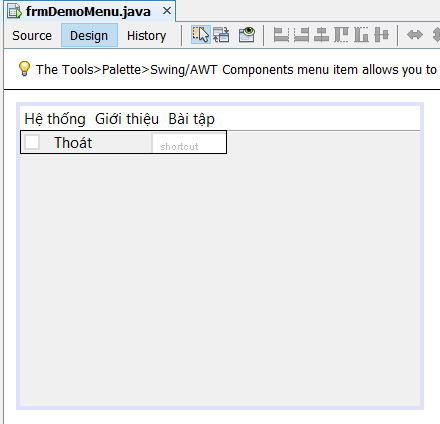 frmDemoMenu.java
Source Design History
The Tools>Palette>Swing/AWT Components menu item allows you to
Hệ thống Giới thiệu Bài tập
Thoát shortcut